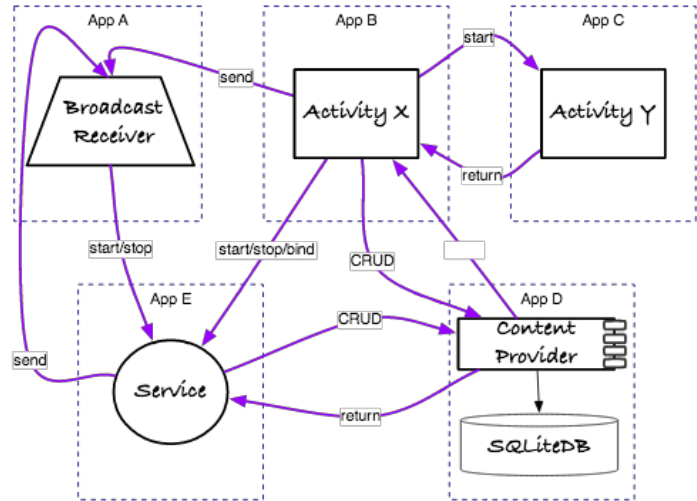 App A
App B
App C
send
start
Broadcast
Receiver
Activity X
Activity Y
return
start/stop
start/stop/bind
CRUD
App E
App D
CRUD
Content
Provider
send
Service
return
SQLiteDB